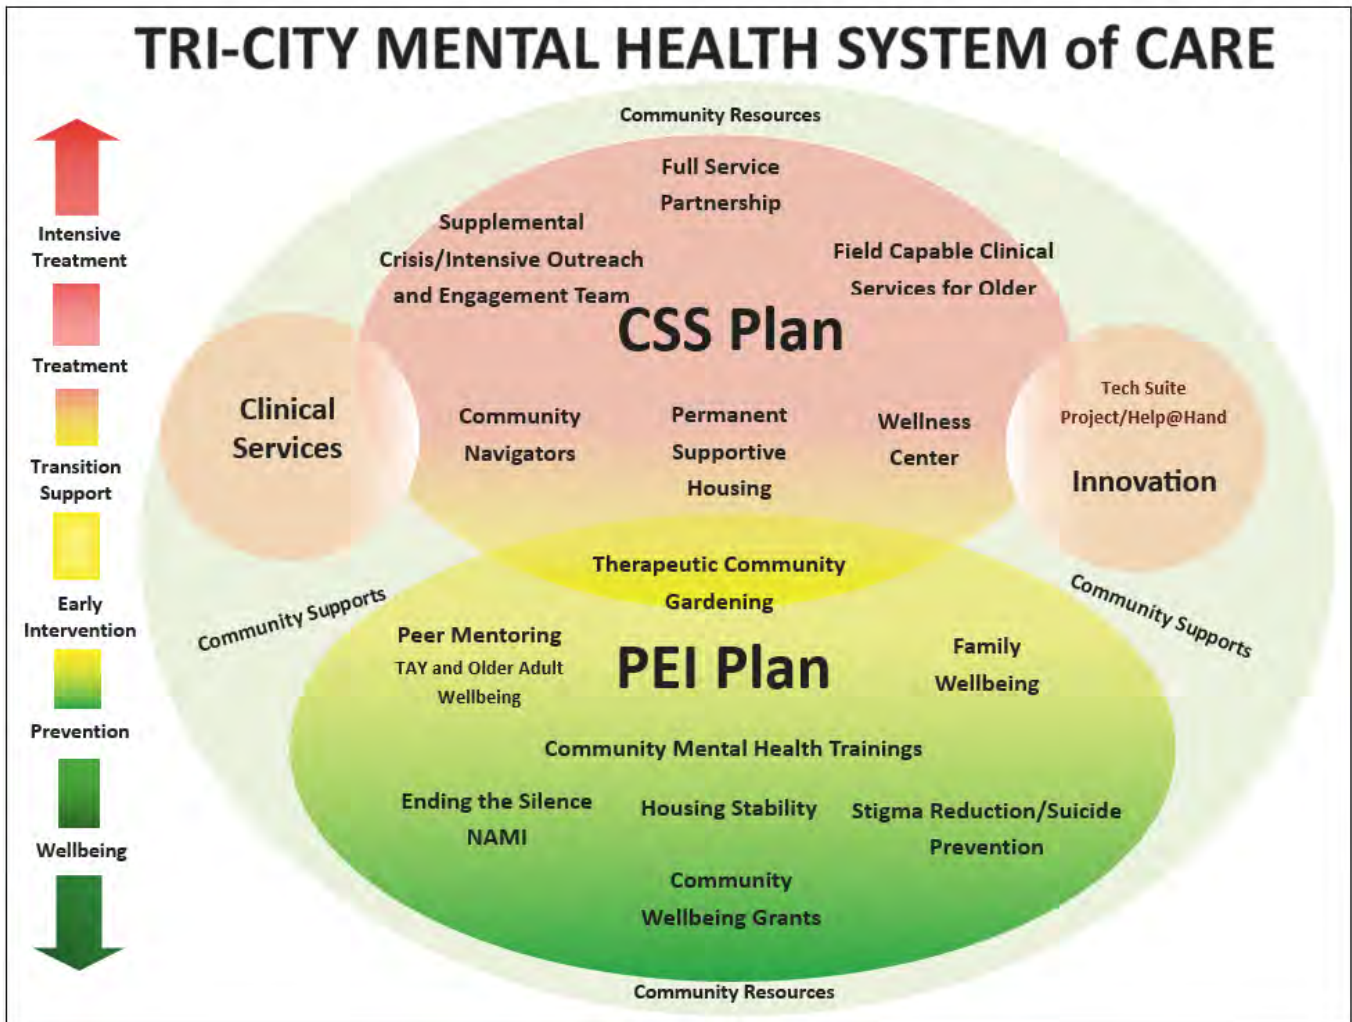 TRI-CITY MENTAL HEALTH SYSTEM of CARE
Community Resources
Full Service
Partnership
Supplemental
Crisis/Intensive Outreach
and Engagement Team
Field Capable Clinical
Services for Older
CSS Plan
Intensive
Treatment
Treatment
Transition
Support
Early
Intervention
Prevention
Wellbeing
Clinical
Services
Community
Navigators
Permanent
Supportive
Housing
Wellness
Center
Tech Suite
Project/Help@Hand
Innovation
Therapeutic Community
Gardening
Community Supports
Community Supports
Peer Mentoring
TAY and Older Adult
Wellbeing
PEI Plan
Family
Wellbeing
Community Mental Health Trainings
Ending the Silence
NAMI
Housing Stability
Stigma Reduction/Suicide
Prevention
Community
Wellbeing Grants
Community Resources